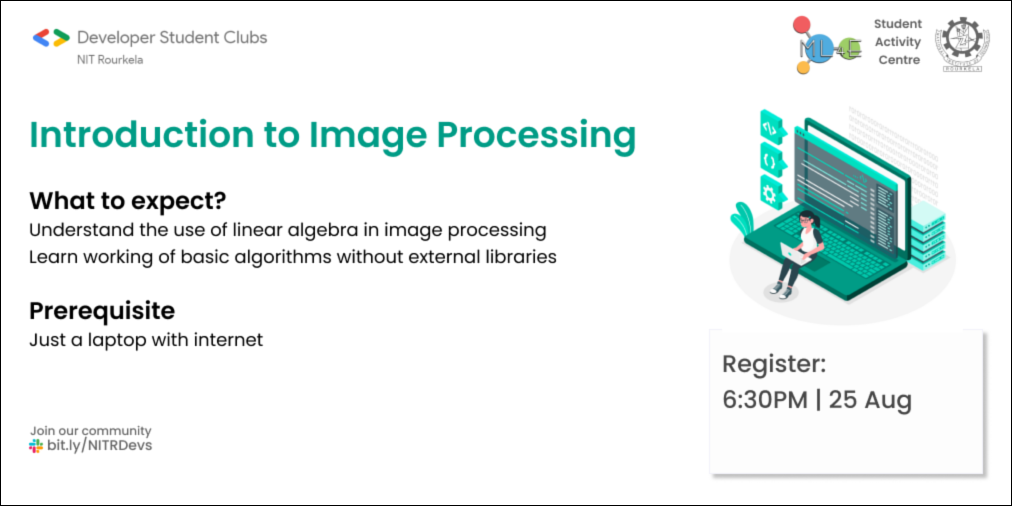 Developer Student Clubs
NIT Rourkela
ML4E
Student
Activity
Centre
Introduction to Image Processing
What to expect?
Understand the use of linear algebra in image processing
Learn working of basic algorithms without external libraries
Prerequisite
Just a laptop with internet
Register:
6:30PM | 25 Aug
Join our community
bit.ly/NITRDevs